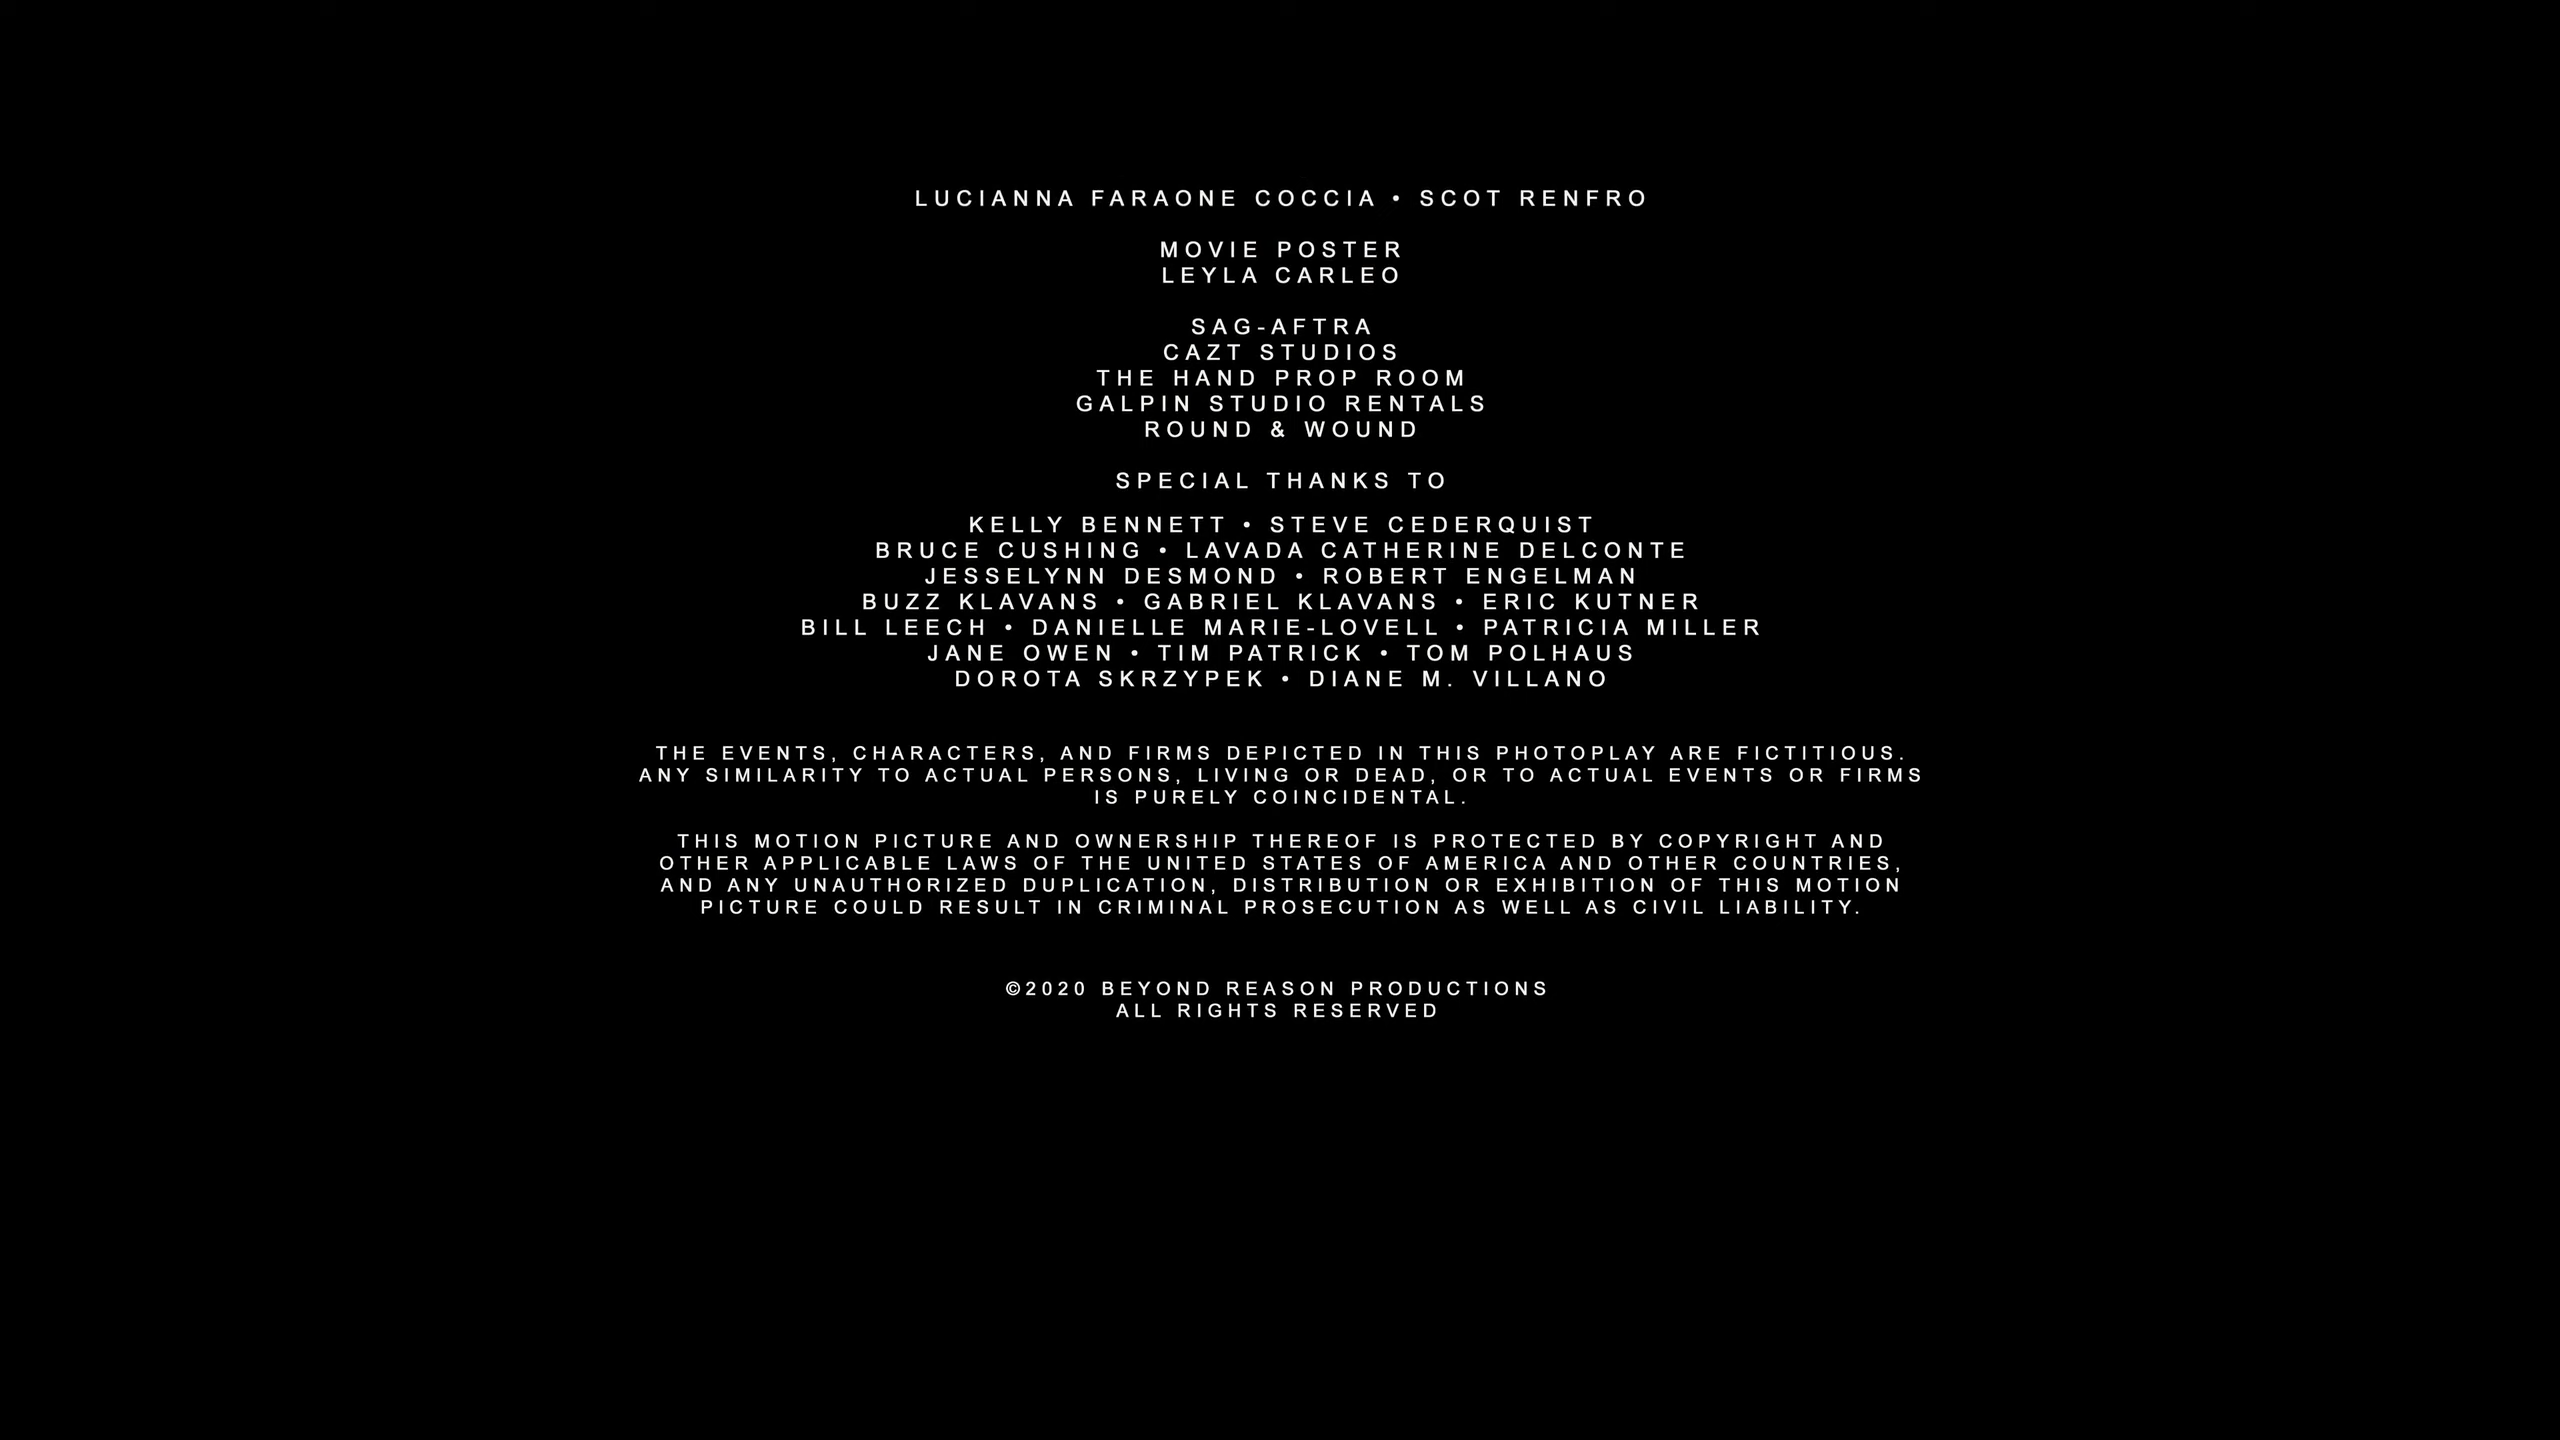 LUCIANNA FARAONE COCCIA • SCOT RENFRO
MOVIE POSTER
LEYLA CARLEO
SAG-AFTRA
CAZT STUDIOS
THE HAND PROP ROOM
GALPIN STUDIO RENTALS
ROUND & WOUND
SPECIAL THANKS TO
KELLY BENNETT • STEVE CEDERQUIST
BRUCE CUSHING • LAVADA CATHERINE DELCONTE
JESSELYNN DESMOND • ROBERT ENGELMAN
BUZZ KLAVANS • GABRIEL KLAVANS • ERIC KUTNER
BILL LEECH • DANIELLE MARIE-LOVELL • PATRICIA MILLER
JANE OWEN • TIM PATRICK • TOM POLHAUS
DOROTA SKRZYPEK • DIANE M. VILLANO
THE EVENTS, CHARACTERS, AND FIRMS DEPICTED IN THIS PHOTOPLAY ARE FICTITIOUS.
ANY SIMILARITY TO ACTUAL PERSONS, LIVING OR DEAD, OR TO ACTUAL EVENTS OR FIRMS
IS PURELY COINCIDENTAL.
THIS MOTION PICTURE AND OWNERSHIP THEREOF IS PROTECTED BY COPYRIGHT AND
OTHER APPLICABLE LAWS OF THE UNITED STATES OF AMERICA AND OTHER COUNTRIES,
AND ANY UNAUTHORIZED DUPLICATION, DISTRIBUTION OR EXHIBITION OF THIS MOTION
PICTURE COULD RESULT IN CRIMINAL PROSECUTION AS WELL AS CIVIL LIABILITY.
©2020 BEYOND REASON PRODUCTIONS
ALL RIGHTS RESERVED